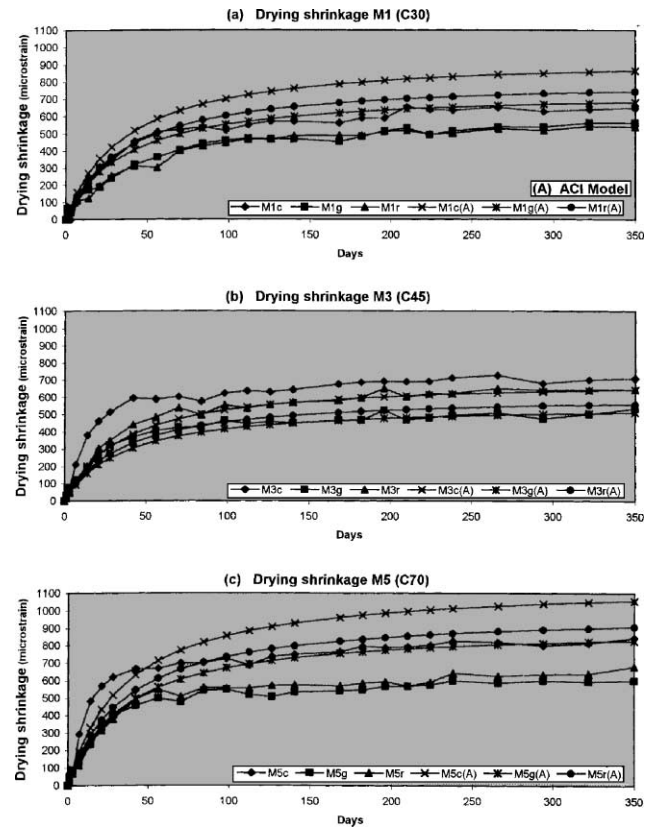 (a) Drying shrinkage M1 (C30)
1100
1000
900
800
700
600
500
400
300
200
100
0
Drying shrinkage (microstrain)
(A) ACI Model
M1c M1g M1r M1c(A) M1g(A) M1r(A)
0 50 100 150 200 250 300 350
Days
(b) Drying shrinkage M3 (C45)
1100
1000
900
800
700
600
500
400
300
200
100
0
Drying shrinkage (microstrain)
M3c M3g M3r M3c(A) M3g(A) M3r(A)
0 50 100 150 200 250 300 350
Days
(c) Drying shrinkage M5 (C70)
1100
1000
900
800
700
600
500
400
300
200
100
0
Drying shrinkage (microstrain)
M5c M5g M5r M5c(A) M5g(A) M5r(A)
0 50 100 150 200 250 300 350
Days